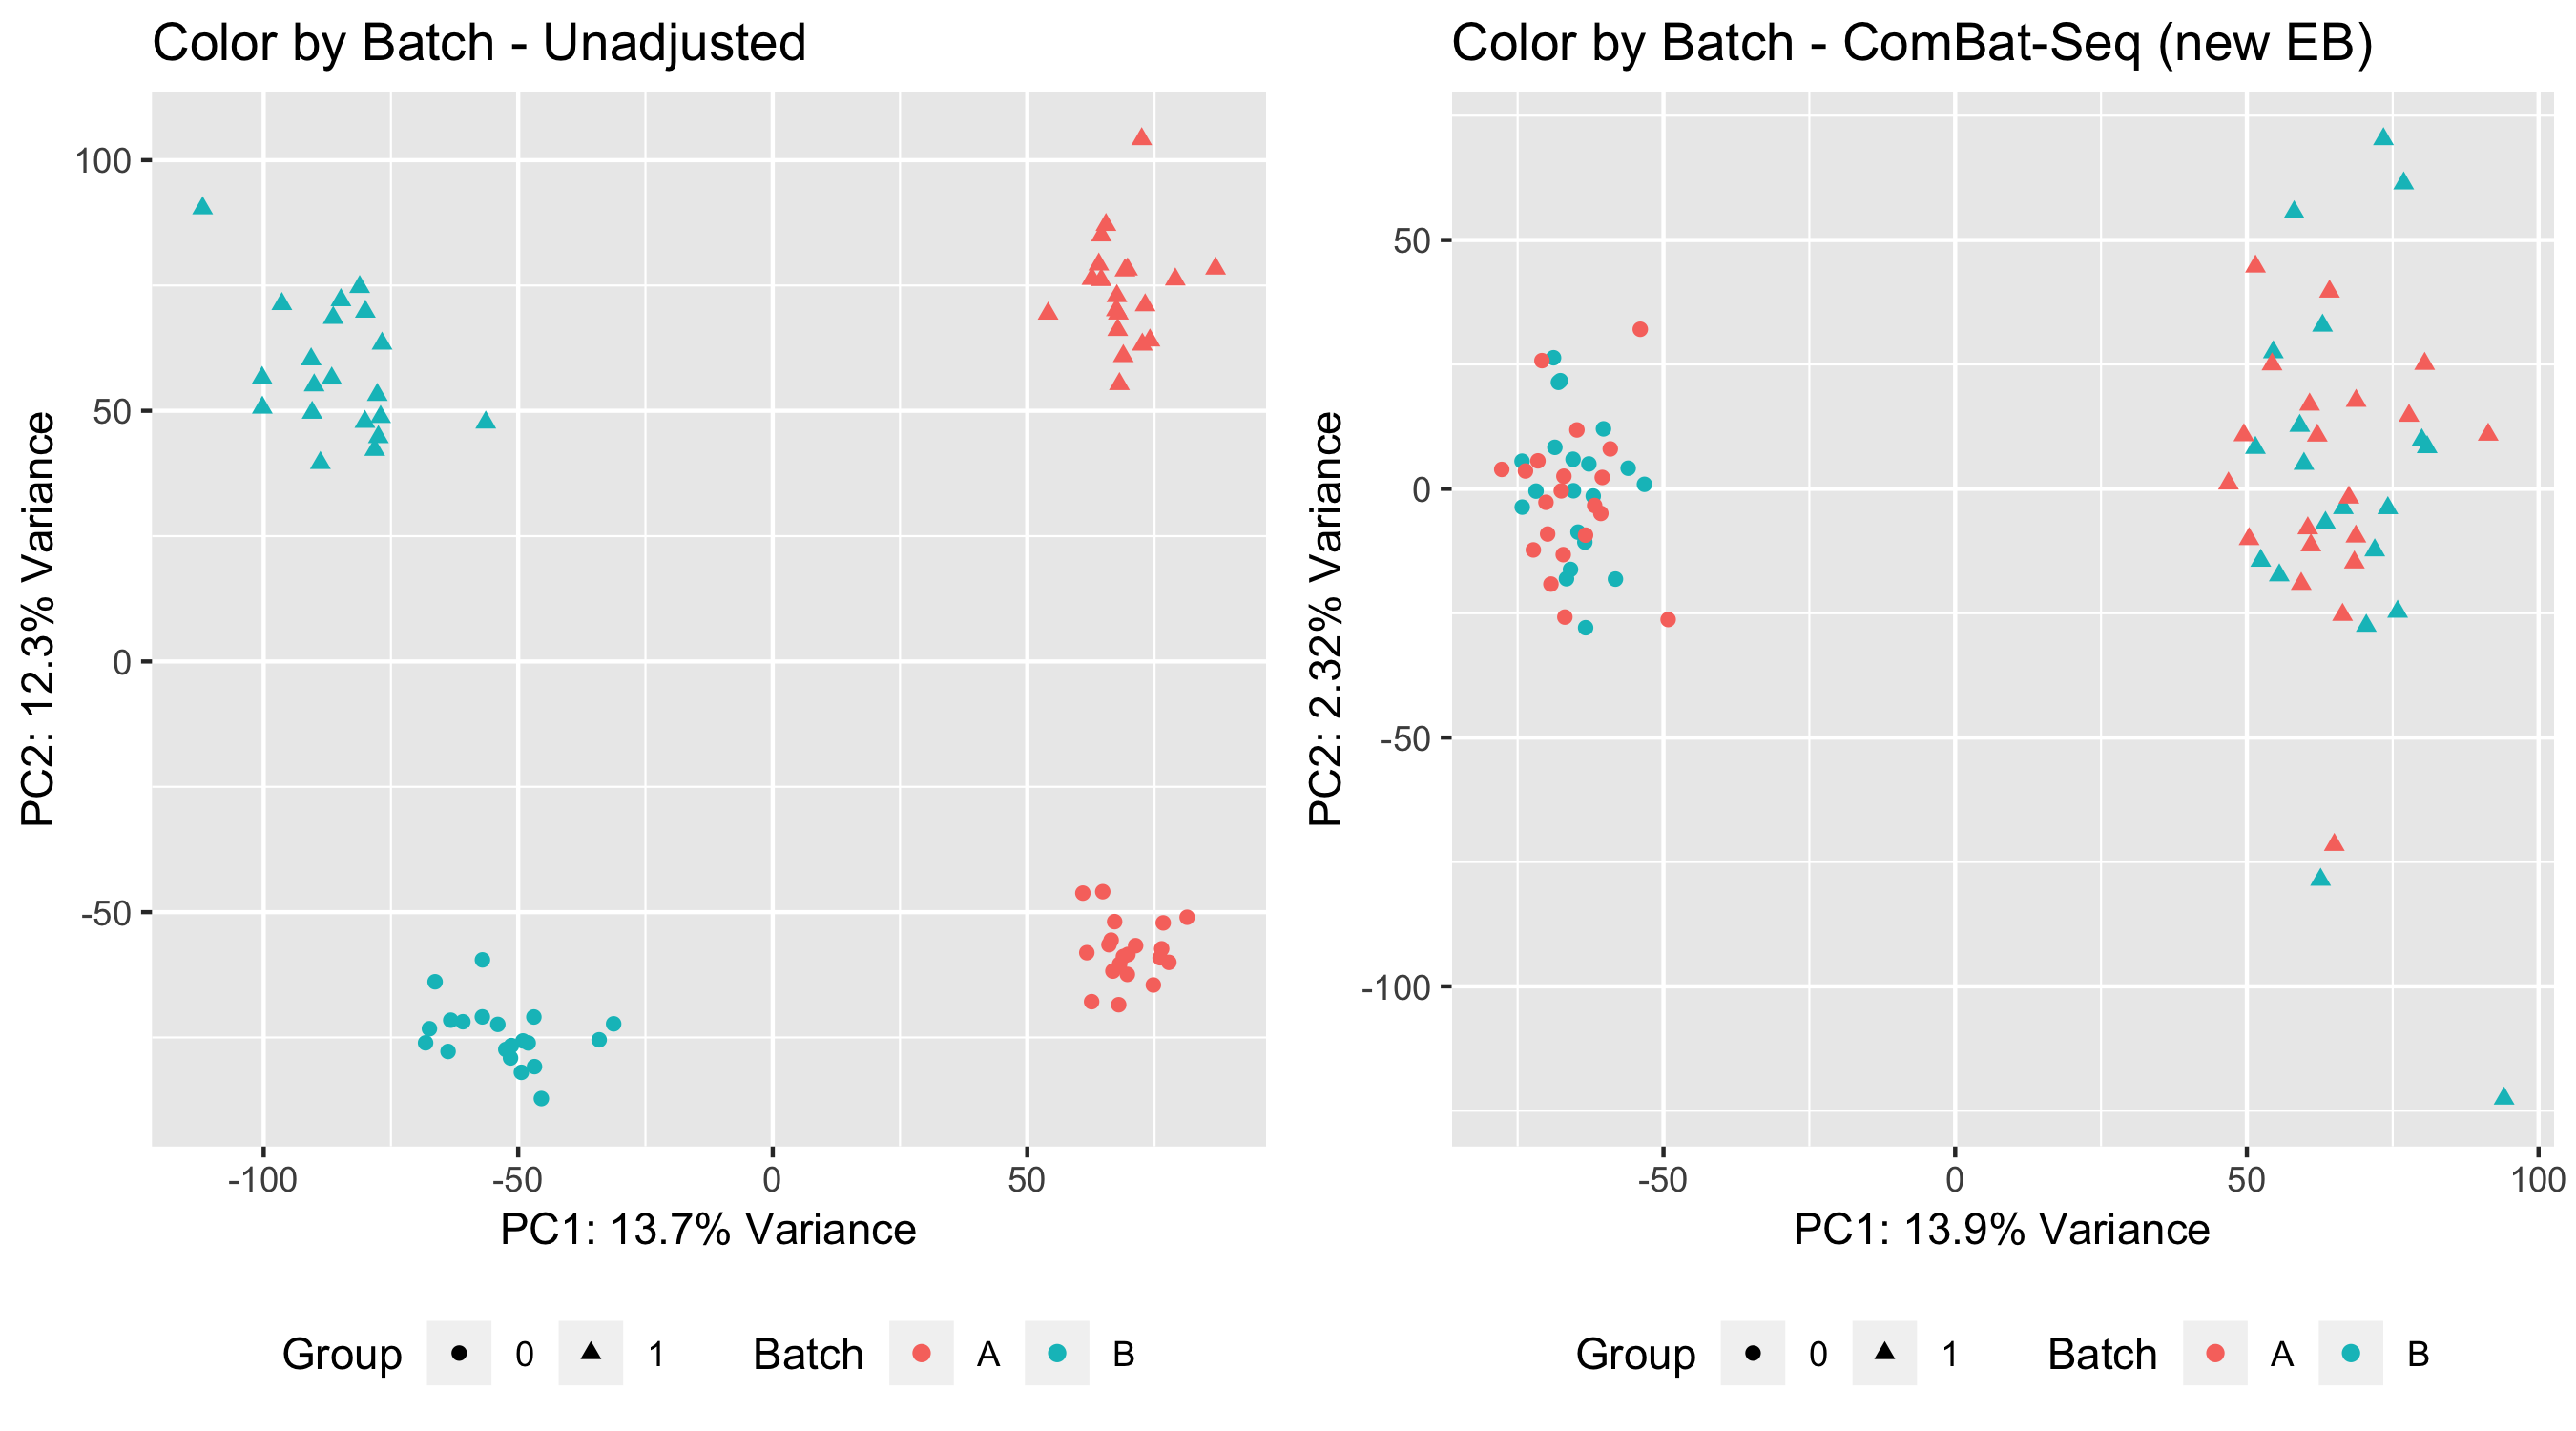 Color by Batch - Unadjusted
100
50
0
-50
PC2: 12.3% Variance
-100 -50 0 50
PC1: 13.7% Variance
Group 0 1 Batch A B
Color by Batch - ComBat-Seq (new EB)
50
0
-50
-100
PC2: 2.32% Variance
-50 0 50 100
PC1: 13.9% Variance
Group 0 1 Batch A B